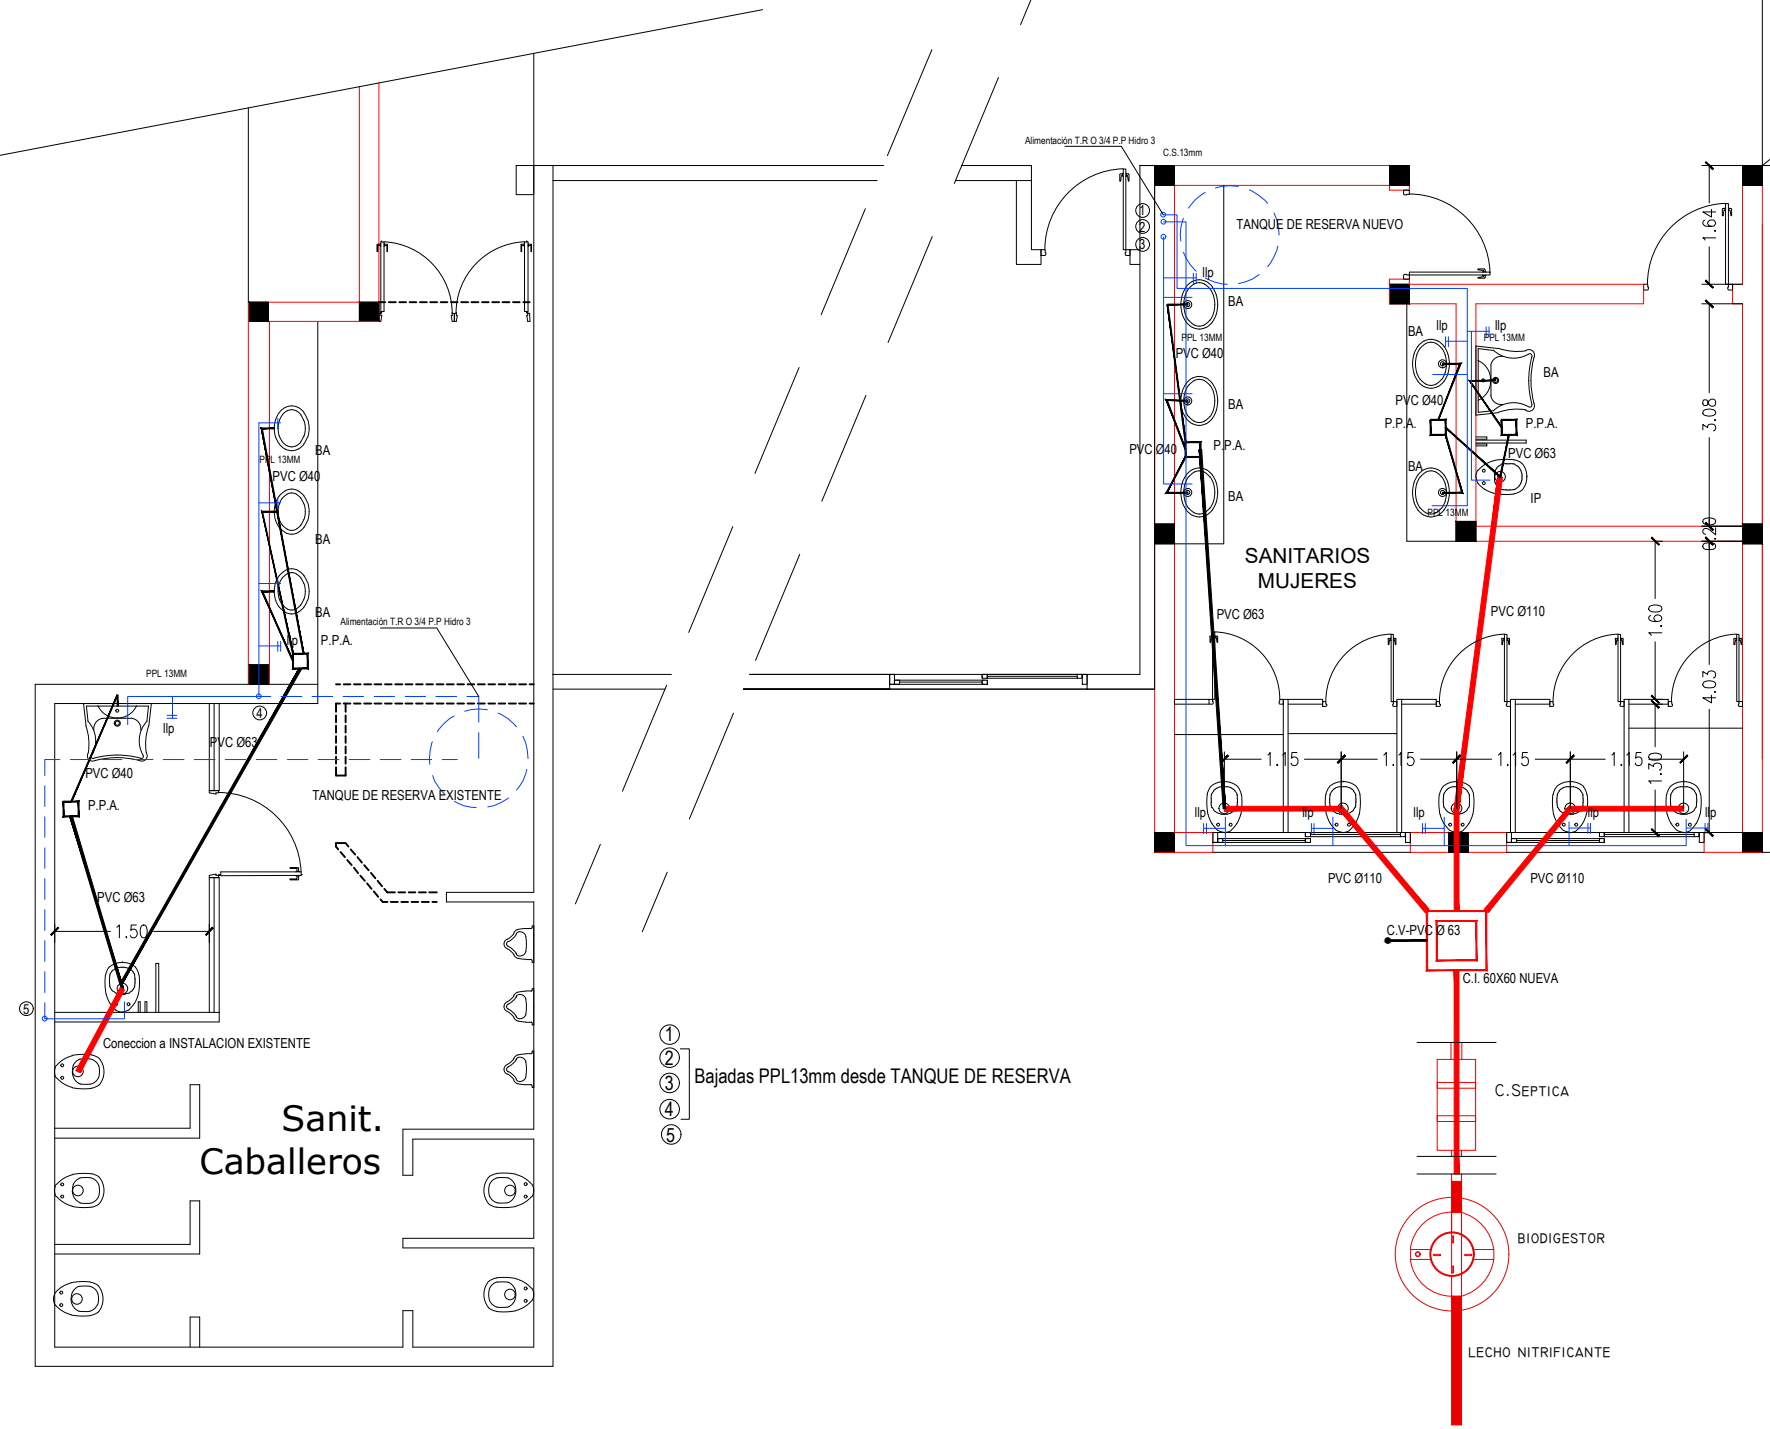 Alimentación T.R O 3/4 P.P Hidro 3
C.S.13mm
1
2
3
TANQUE DE RESERVA NUEVO
1.64
llp
BA
PPL 13MM
PVC Ø40
BA
PVC Ø40
P.P.A.
BA
BA
llp
llp
PPL 13MM
BA
PVC Ø40
P.P.A.
P.P.A.
PVC Ø63
BA
IP
PPL 13MM
3.08
0.20
SANITARIOS
MUJERES
PVC Ø63
PVC Ø110
1.60
4.03
1.15
1.15
1.15
1.15
1.30
llp
llp
llp
llp
llp
PVC Ø110
PVC Ø110
C.V-PVC Ø 63
C.I. 60X60 NUEVA
C.SEPTICA
BIODIGESTOR
LECHO NITRIFICANTE
BA
PPL 13MM
PVC Ø40
BA
BA
llp
P.P.A.
Alimentación T.R O 3/4 P.P Hidro 3
PPL 13MM
4
llp
PVC Ø63
PVC Ø40
P.P.A.
TANQUE DE RESERVA EXISTENTE
PVC Ø63
1.50
5
Coneccion a INSTALACION EXISTENTE
Sanit.
Caballeros
1
2
3
4
5
Bajadas PPL13mm desde TANQUE DE RESERVA